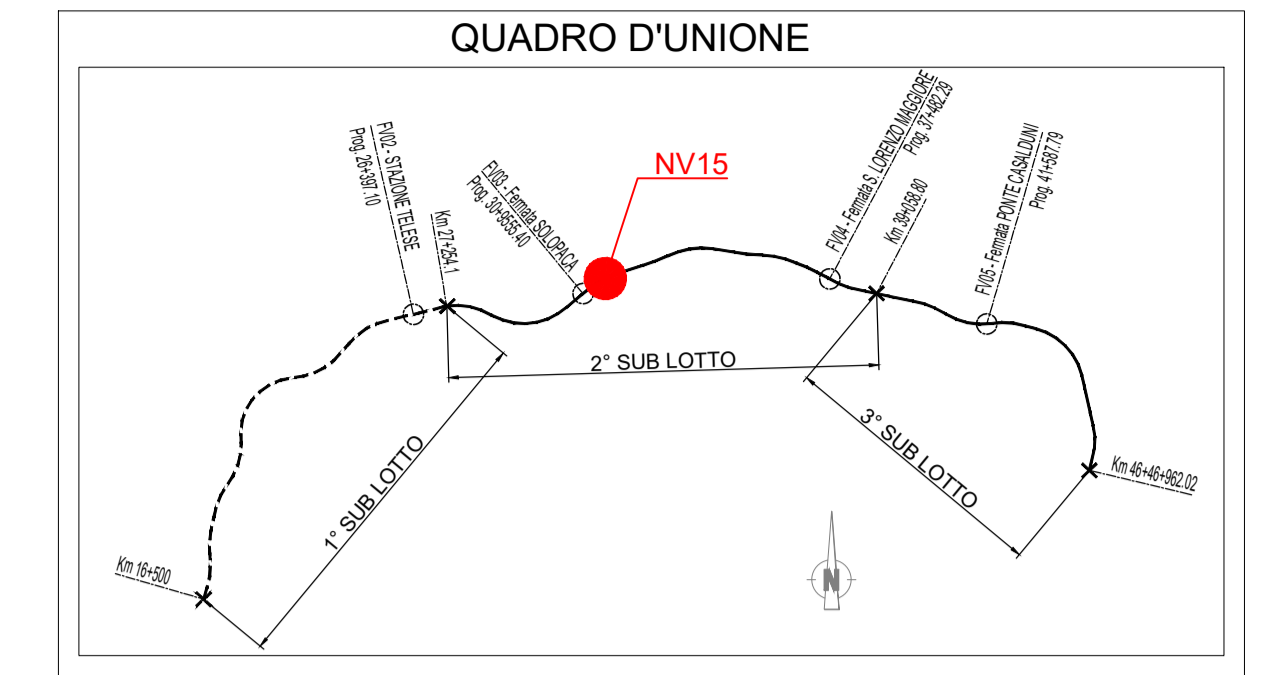 QUADRO D'UNIONE
FV02 - STAZIONE TELESE
Prog. 26+397.10
Km 27+254.1
FV03 - Fermata SOLOPACA
Prog. 30+9555.40
NV15
FV04 - Fermata S. LORENZO MAGGIORE
Prog. 37+482.29
Km 39+058.80
FV05 - Fermata PONTE CASALDUNI
Prog. 41+587.79
2° SUB LOTTO
1° SUB LOTTO
3° SUB LOTTO
Km 46+46+962.02
Km 16+500
N